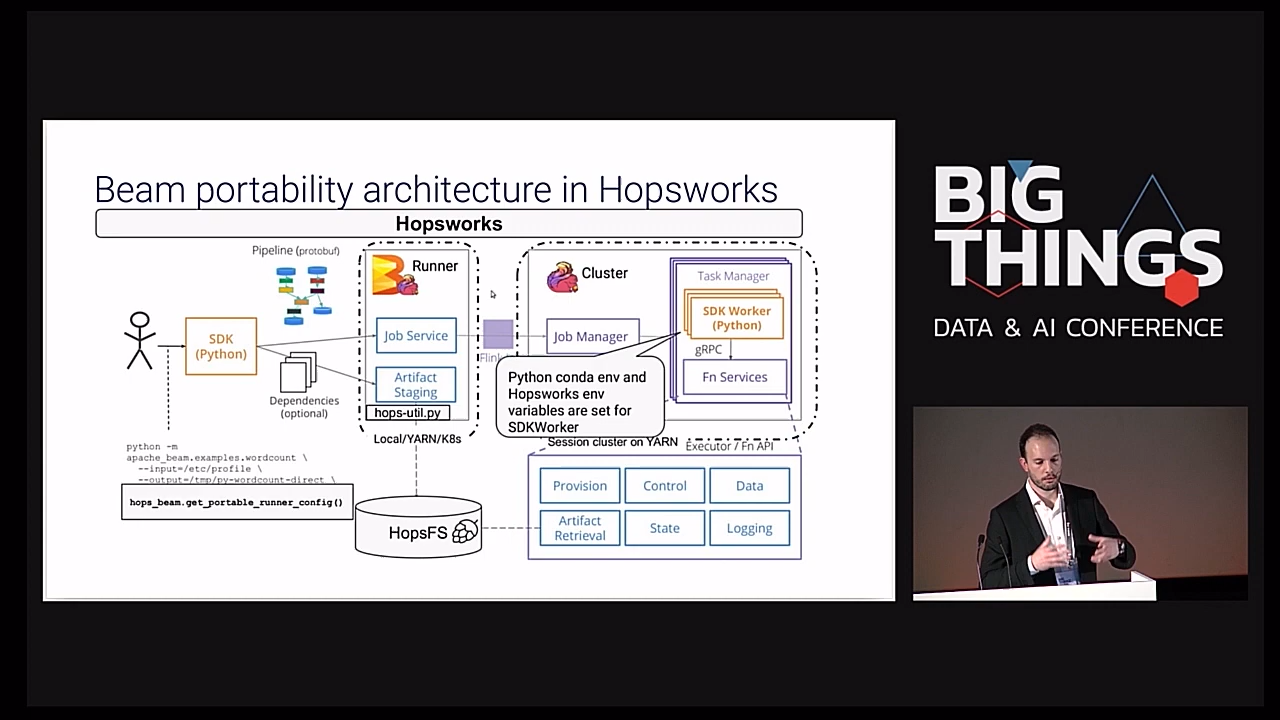 Beam portability architecture in Hopsworks
Hopsworks
Pipeline (protobuf)
Runner
Cluster
Task Manager
SDK Worker
(Python)
SDK
(Python)
Job Service
Job Manager
gRPC
Flink
Fn Services
Artifact
Staging
Dependencies
(optional)
hops-util.py
Python conda env and
Hopsworks env
variables are set for
SDKWorker
Local/YARN/K8s
Session cluster on YARN
Executor / Fn API
python -m
apache_beam.examples.wordcount \
--input=/etc/profile \
--output=/tmp/py-wordcount-direct \
hops_beam.get_portable_runner_config()
HopsFS
Provision
Control
Data
Artifact
Retrieval
State
Logging
BIG
THINGS
DATA & AI CONFERENCE